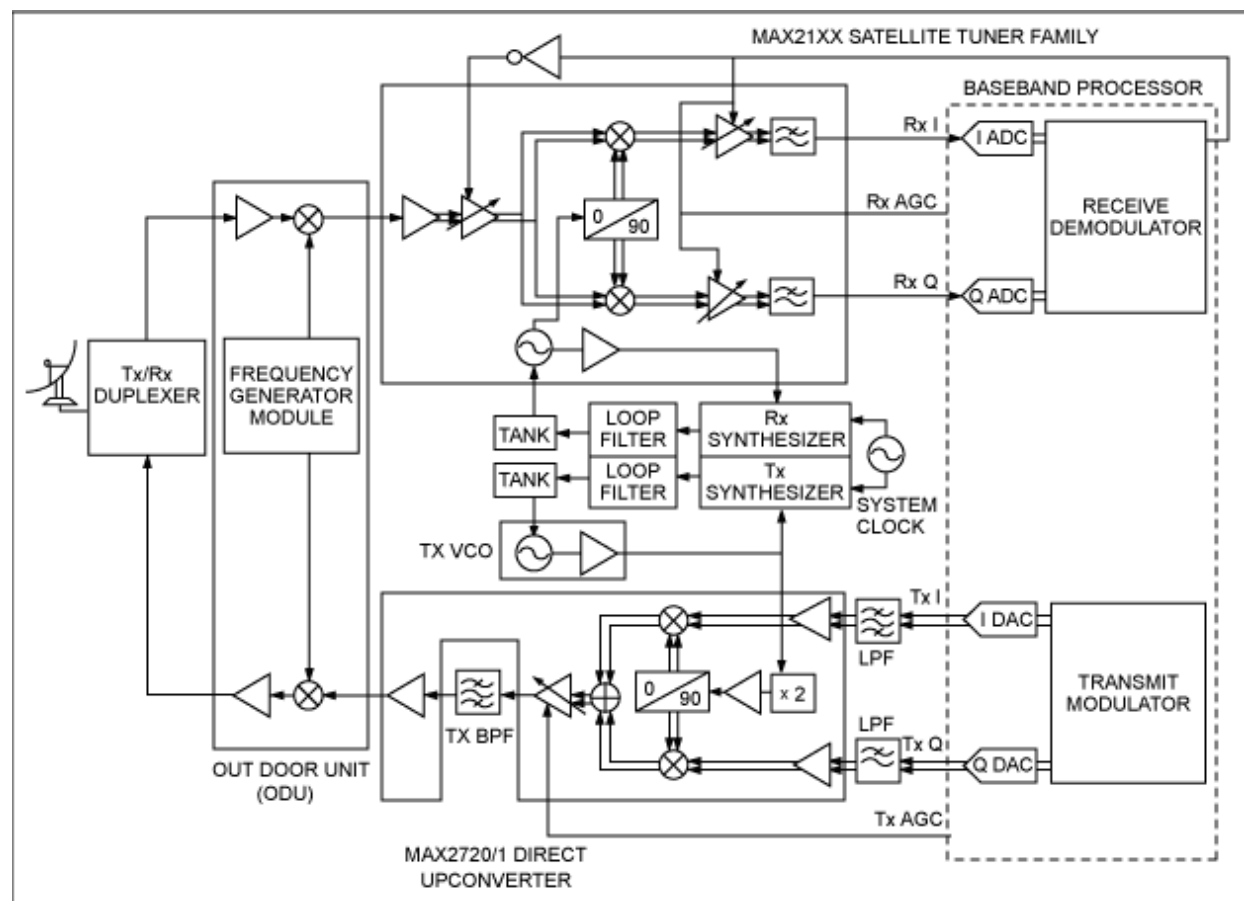 MAX21XX SATELLITE TUNER FAMILY
BASEBAND PROCESSOR
Rx I
I ADC
RECEIVE
DEMODULATOR
Rx AGC
0
90
Rx Q
Q ADC
Tx/Rx
DUPLEXER
FREQUENCY
GENERATOR
MODULE
TANK
LOOP
FILTER
Rx
SYNTHESIZER
TANK
LOOP
FILTER
Tx
SYNTHESIZER
SYSTEM
CLOCK
TX VCO
Tx I
I DAC
LPF
0
90
x 2
TRANSMIT
MODULATOR
TX BPF
LPF
Tx Q
Q DAC
OUT DOOR UNIT
(ODU)
Tx AGC
MAX2720/1 DIRECT
UPCONVERTER